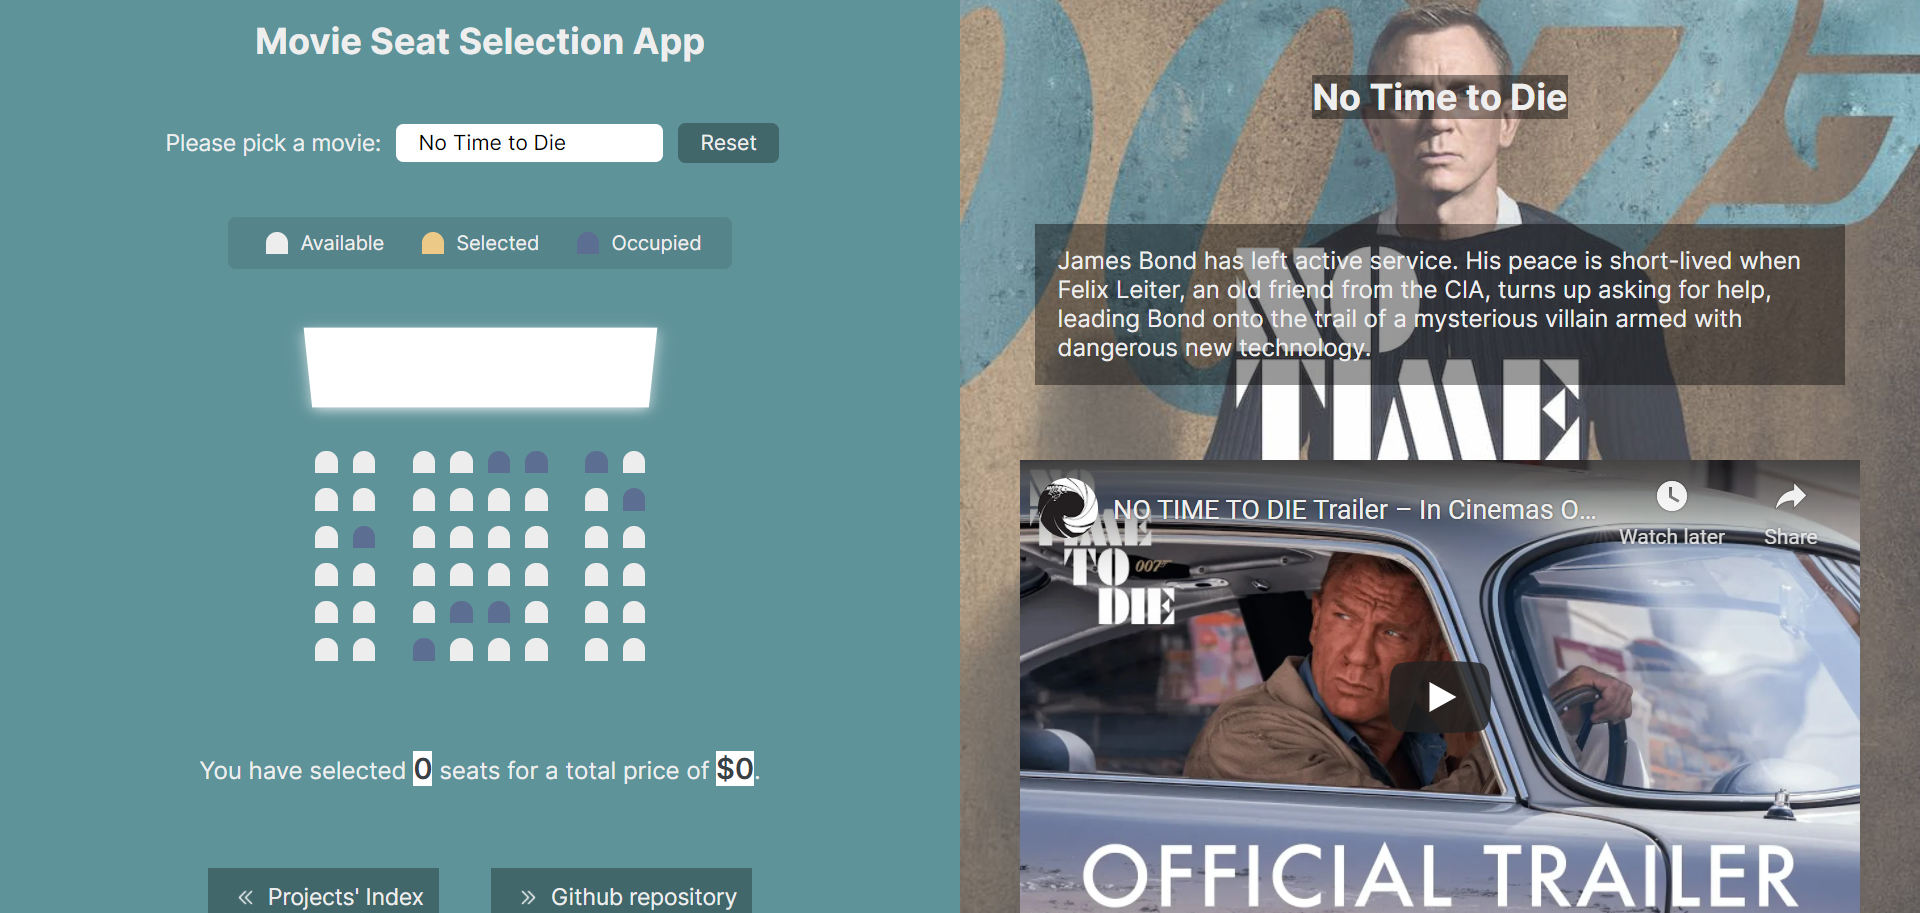 Movie Seat Selection App
Please pick a movie: No Time to Die Reset
Available Selected Occupied
You have selected 0 seats for a total price of $0.
« Projects' Index » Github repository
007
No Time to Die
James Bond has left active service. His peace is short-lived when
Felix Leiter, an old friend from the CIA, turns up asking for help,
leading Bond onto the trail of a mysterious villain armed with
dangerous new technology.
NO
TIME
NO TIME TO DIE Trailer – In Cinemas O...
Watch later Share
NO
TIME
TO 007
DIE
OFFICIAL TRAILER